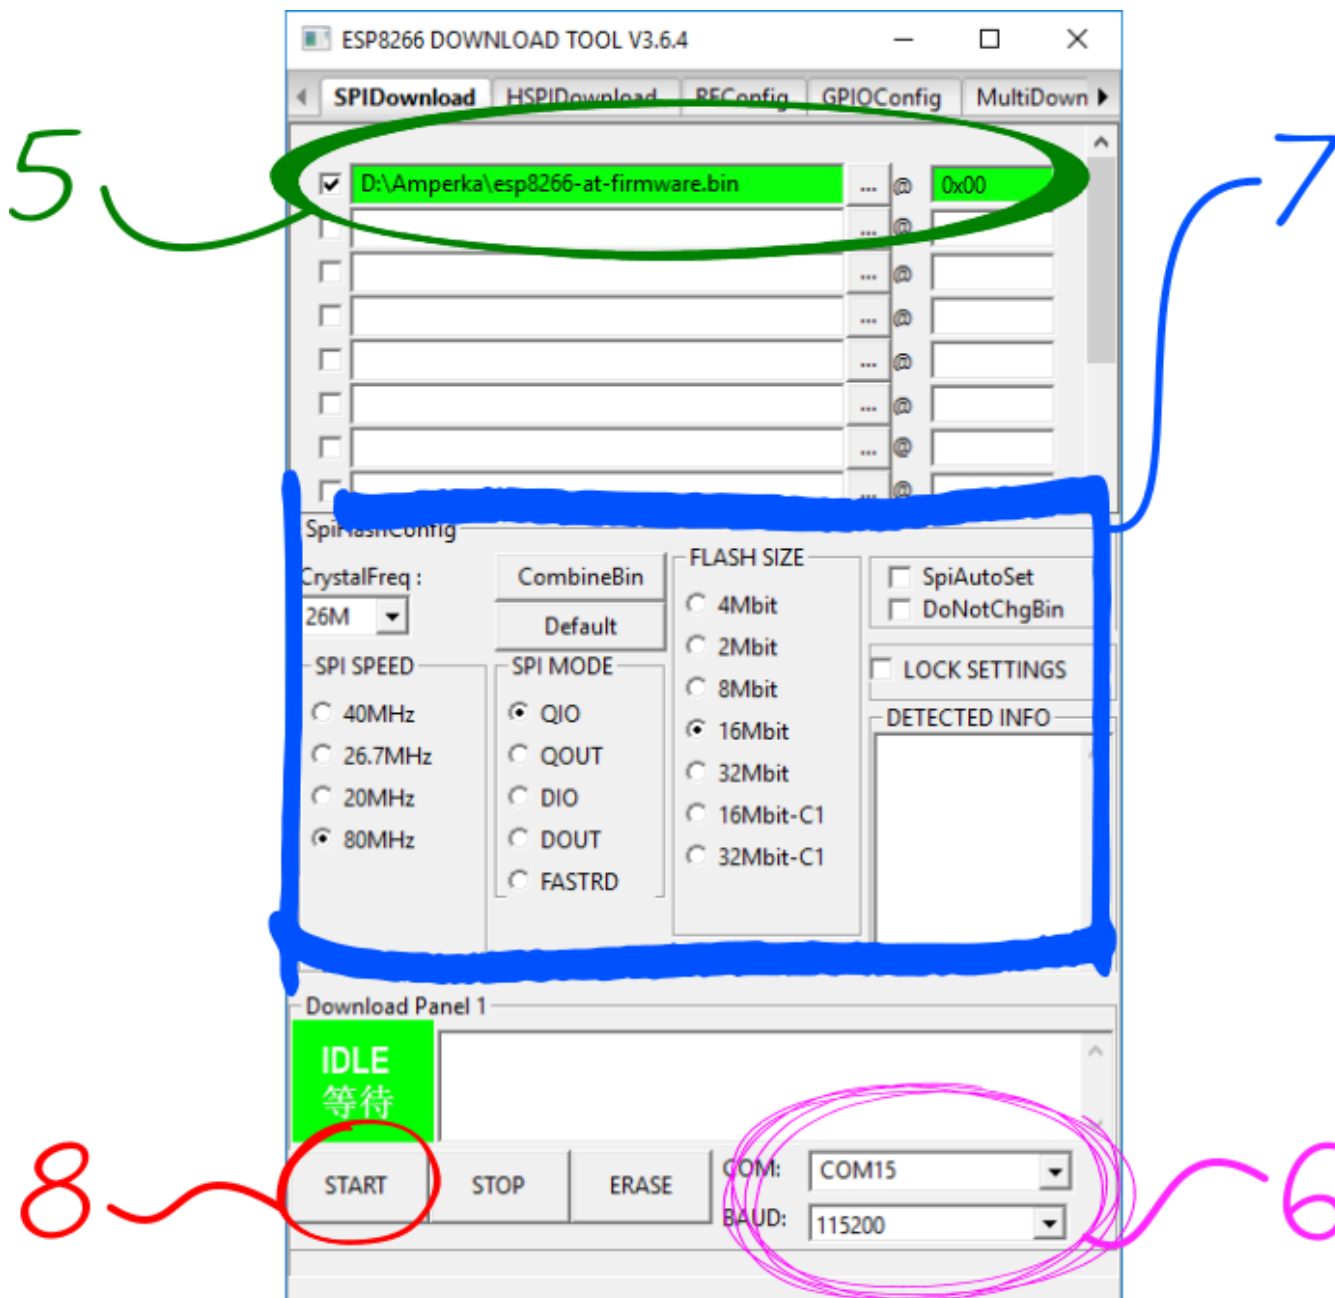 ESP8266 DOWNLOAD TOOL V3.6.4
SPIDownload HSPIDownload RFConfig GPIOConfig MultiDown
5
7
D:\Amperka\esp8266-at-firmware.bin ... @ 0x00
... @
... @
... @
... @
... @
... @
... @
SpiFlashConfig
CrystalFreq :
26M
CombineBin
Default
SPI SPEED
40MHz
26.7MHz
20MHz
80MHz
SPI MODE
QIO
QOUT
DIO
DOUT
FASTRD
FLASH SIZE
4Mbit
2Mbit
8Mbit
16Mbit
32Mbit
16Mbit-C1
32Mbit-C1
SpiAutoSet
DoNotChgBin
LOCK SETTINGS
DETECTED INFO
Download Panel 1
IDLE
等待
8
START STOP ERASE
COM: COM15
BAUD: 115200
6